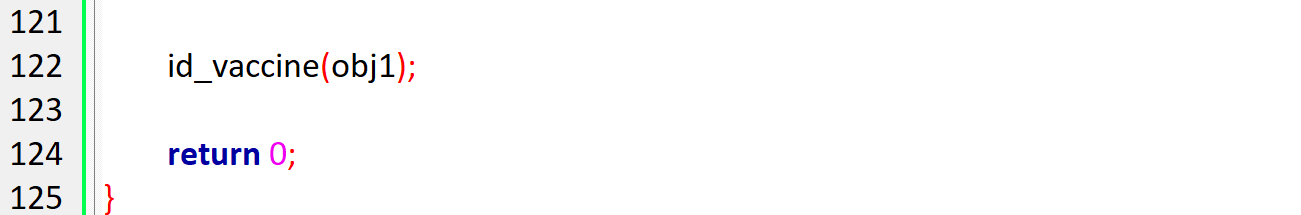 121
122 id_vaccine(obj1);
123
124 return 0;
125 }